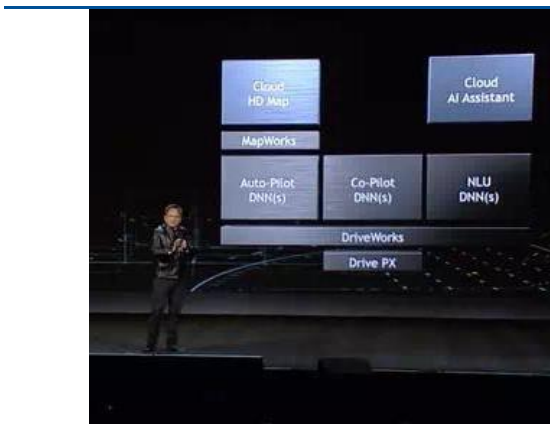 Cloud
HD Map
Cloud
AI Assistant
MapWorks
Auto-Pilot
DNN(s)
Co-Pilot
DNN(s)
NLU
DNN(s)
DriveWorks
Drive PX